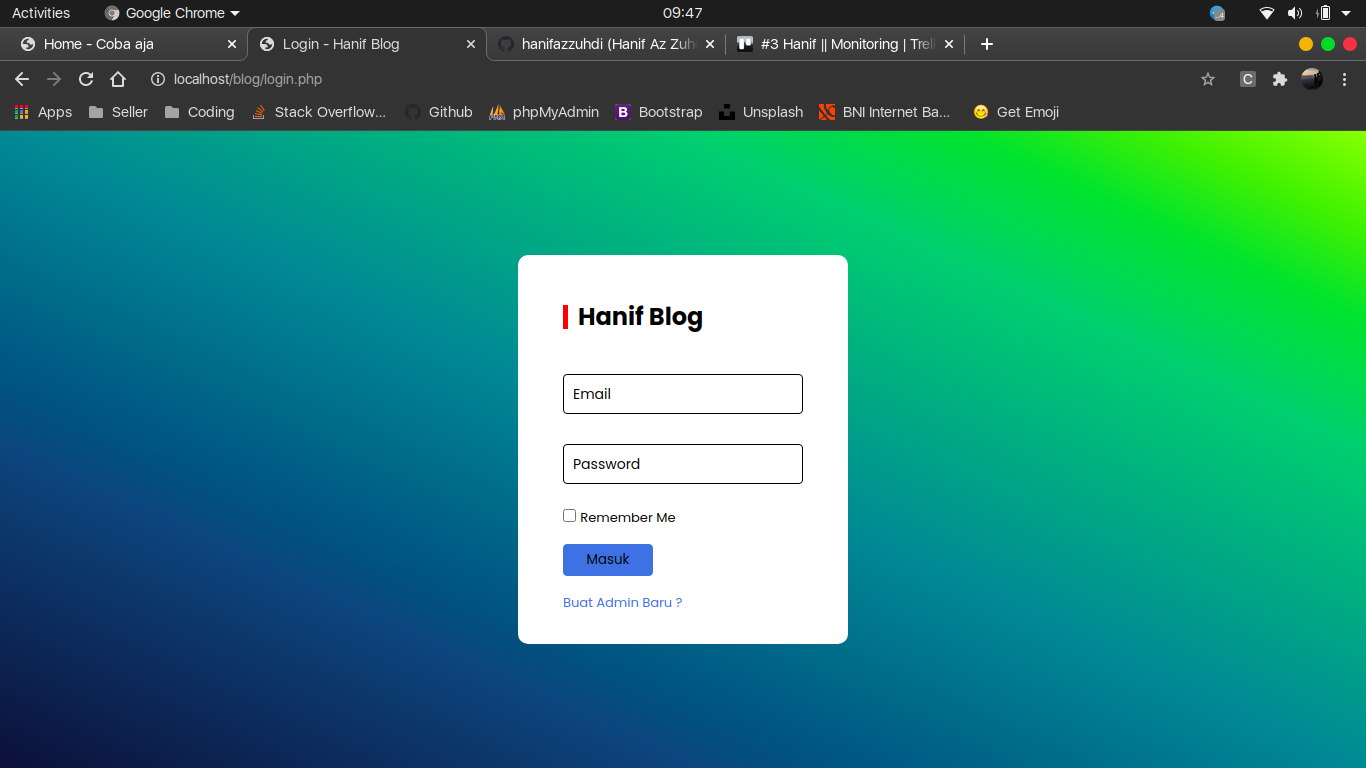 Activities Google Chrome 09:47
Home - Coba aja Login - Hanif Blog hanifazzuhdi (Hanif Az Zuh #3 Hanif || Monitoring | Trell
localhost/blog/login.php C
Apps Seller Coding Stack Overflow... Github phpMyAdmin B Bootstrap Unsplash BNI Internet Ba... Get Emoji
Hanif Blog
Email
Password
Remember Me
Masuk
Buat Admin Baru ?